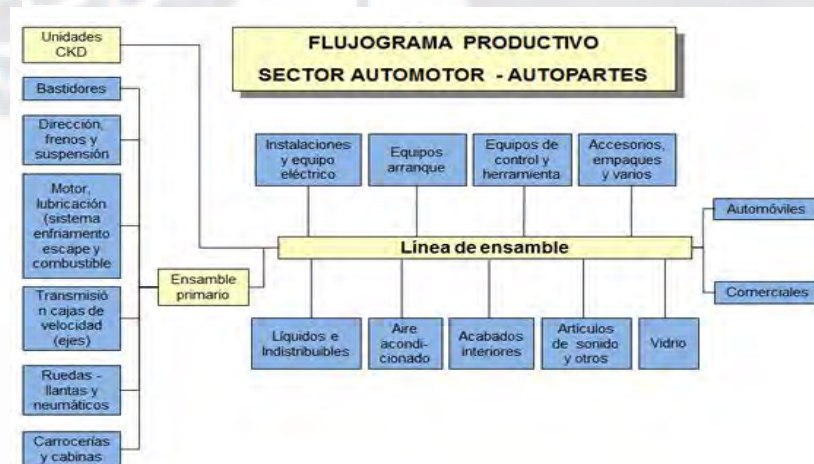 Unidades
CKD
FLUJOGRAMA PRODUCTIVO
SECTOR AUTOMOTOR - AUTOPARTES
Bastidores
Dirección,
frenos y
suspensión
Motor,
lubricación
(sistema
enfriamento
escape y
combustible
Transmisió
n cajas de
velocidad
(ejes)
Ruedas -
llantas y
neumáticos
Carrocerías
y cabinas
Ensamble
primario
Instalaciones
y equipo
eléctrico
Equipos
arranque
Equipos de
control y
herramienta
Accesorios,
empaques
y varios
Línea de ensamble
Líquidos e
Indistribuibles
Aire
acondi-
cionado
Acabados
interiores
Artículos
de sonido
y otros
Vidrio
Automóviles
Comerciales